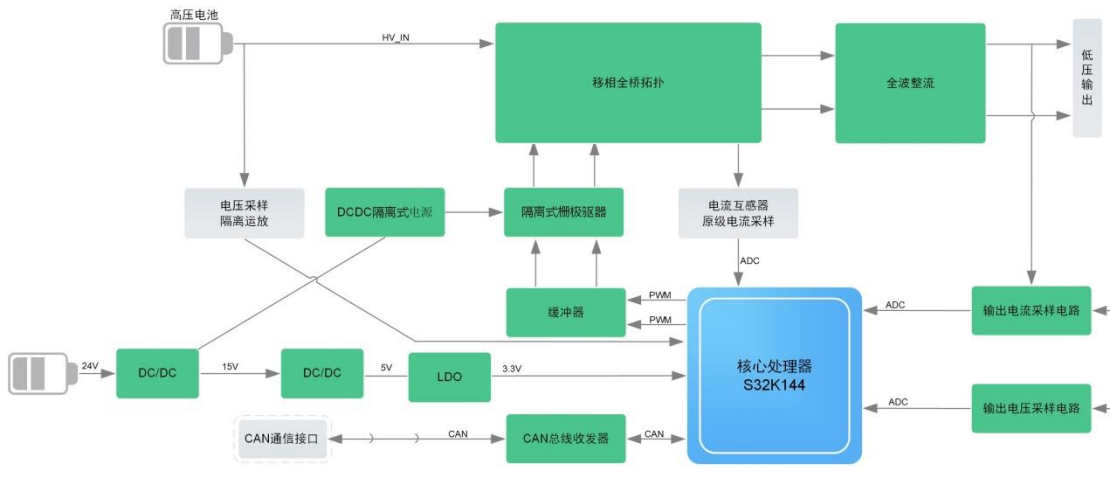 高压电池
HV_IN
移相全桥拓扑
全波整流
低
压
输
出
电压采样
隔离运放
DCDC隔离式电源
隔离式栅极驱器
电流互感器
原级电流采样
ADC
缓冲器
PWM
PWM
核心处理器
S32K144
ADC
输出电流采样电路
24V
DC/DC
15V
DC/DC
5V
LDO
3.3V
ADC
输出电压采样电路
CAN通信接口
CAN
CAN总线收发器
CAN